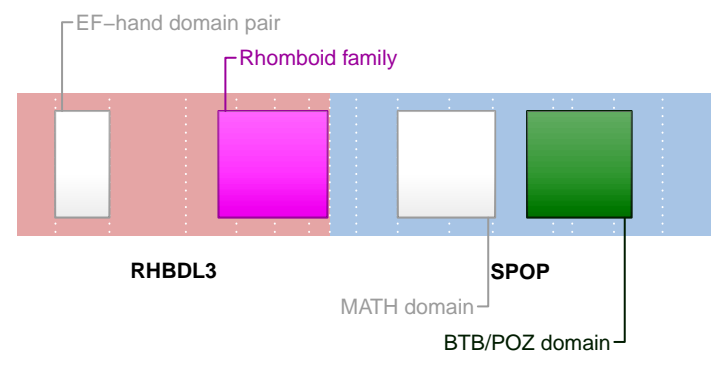 EF−hand domain pair
Rhomboid family
RHBDL3
SPOP
MATH domain
BTB/POZ domain